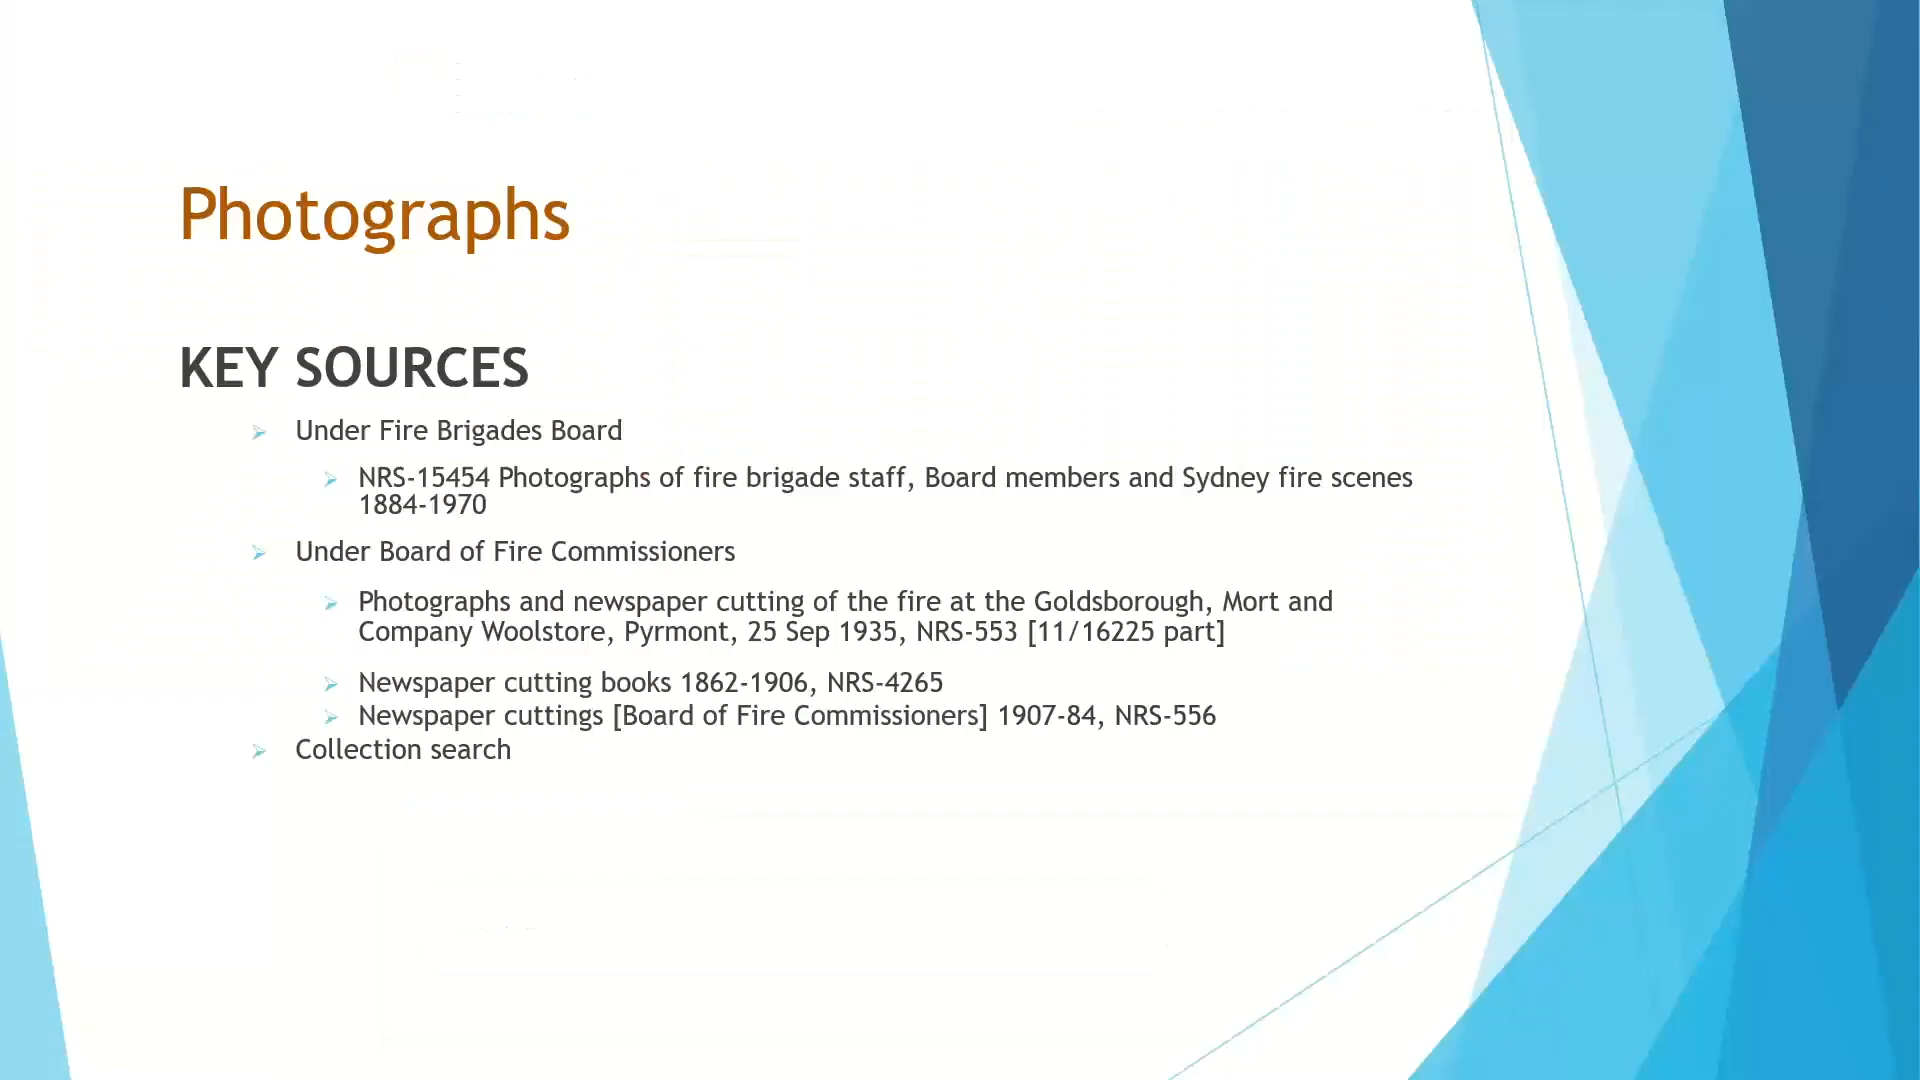 Photographs
KEY SOURCES
Under Fire Brigades Board
NRS-15454 Photographs of fire brigade staff, Board members and Sydney fire scenes
1884-1970
Under Board of Fire Commissioners
Photographs and newspaper cutting of the fire at the Goldsborough, Mort and
Company Woolstore, Pyrmont, 25 Sep 1935, NRS-553 [11/16225 part]
Newspaper cutting books 1862-1906, NRS-4265
Newspaper cuttings [Board of Fire Commissioners] 1907-84, NRS-556
Collection search